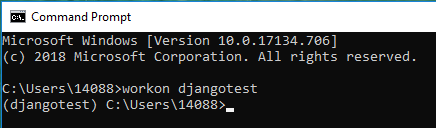 Command Prompt
Microsoft Windows [Version 10.0.17134.706]
(c) 2018 Microsoft Corporation. All rights reserved.
C:\Users\14088>workon djangotest
(djangotest) C:\Users\14088>